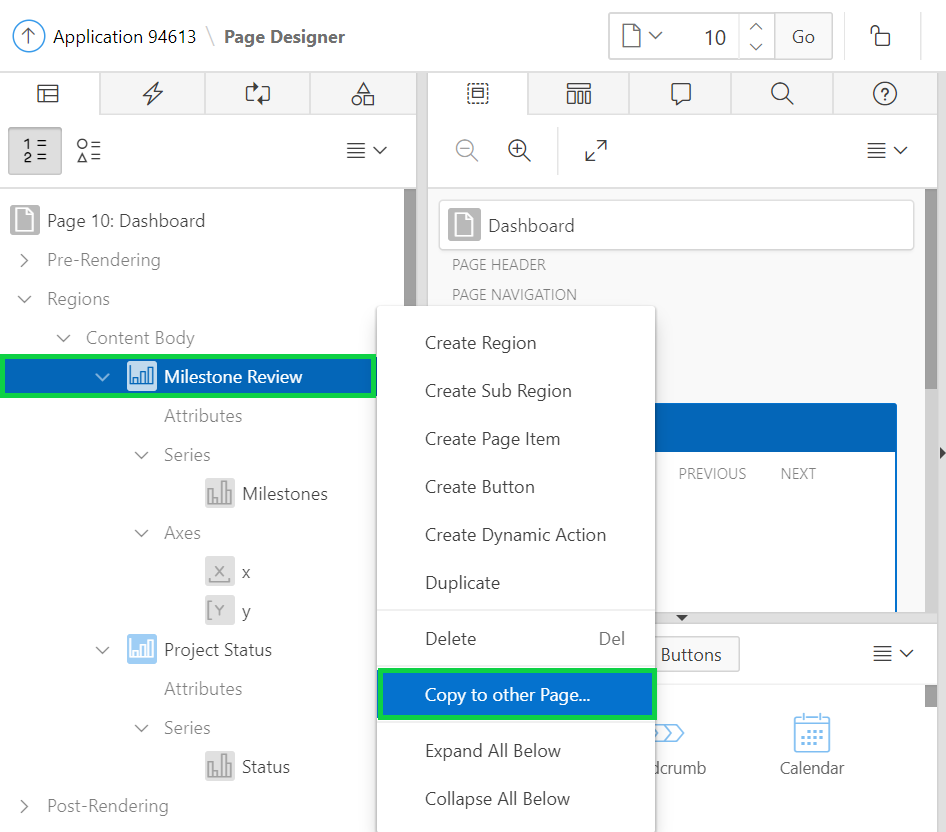 Application 94613 \ Page Designer
10
Go
1
2
Page 10: Dashboard
Pre-Rendering
Regions
Content Body
Milestone Review
Attributes
Series
Milestones
Axes
X
x
Y
y
Project Status
Attributes
Series
Status
Post-Rendering
Dashboard
PAGE HEADER
PAGE NAVIGATION
PREVIOUS NEXT
Create Region
Create Sub Region
Create Page Item
Create Button
Create Dynamic Action
Duplicate
Delete Del
Copy to other Page...
Expand All Below
Collapse All Below
Buttons
dcrumb
Calendar